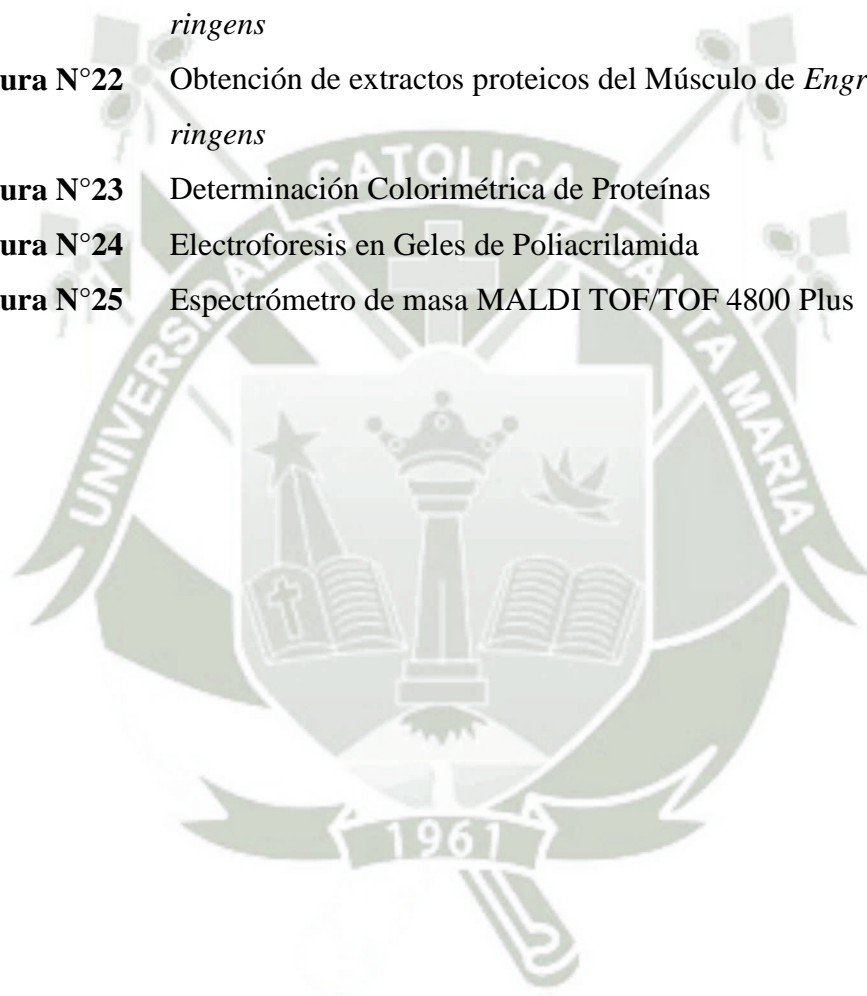 ringens
ura N°22 Obtención de extractos proteicos del Músculo de Engr
ringens
ura N°23 Determinación Colorimétrica de Proteínas
ura N°24 Electroforesis en Geles de Poliacrilamida
ura N°25 Espectrómetro de masa MALDI TOF/TOF 4800 Plus
UNIVERSIDAD CATOLICA SANTA MARIA
1961